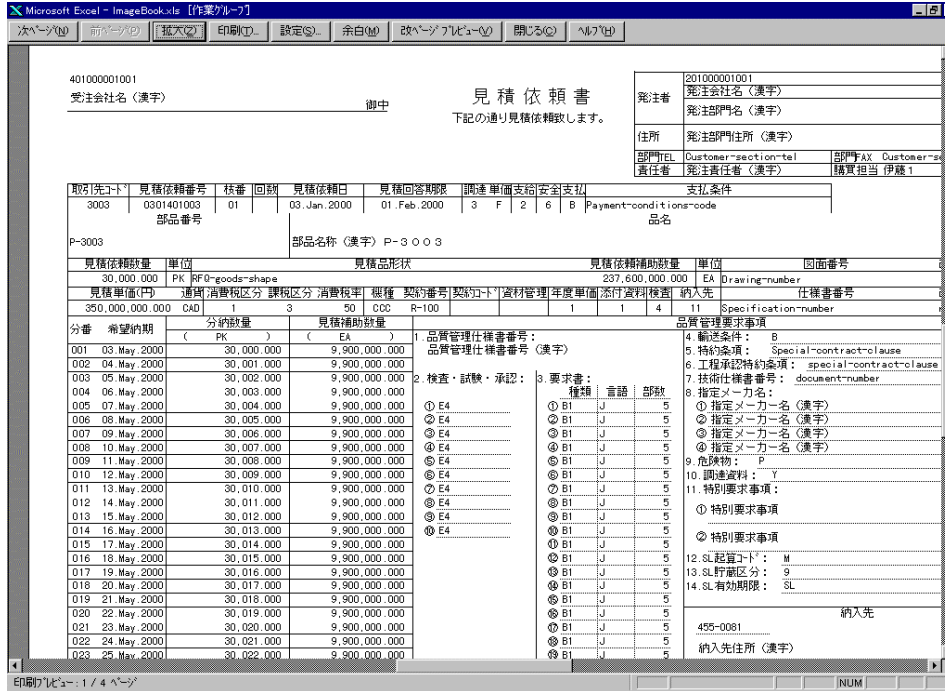 Microsoft Excel - ImageBook.xls [作業グループ]
次ページ(N) 前ページ(P) 拡大(Z) 印刷(T)... 設定(S)... 余白(M) 改ページ プレビュー(V) 閉じる(C) ヘルプ(H)
401000001001
受注会社名（漢字）
御中
見積依頼書
下記の通り見積依頼致します。
発注者
201000001001
発注会社名（漢字）
発注部門名（漢字）
住所 発注部門住所（漢字）
部門TEL Customer-section-tel 部門FAX
責任者 発注責任者（漢字） 購買担当 伊藤１
取引先コード 見積依頼番号 枝番 回数 見積依頼日 見積回答期限 調達 単価 支給 安全 支払 支払条件
3003 0301401003 01 03.Jan.2000 01.Feb.2000 3 F 2 6 B Payment-conditions-code
部品番号 品名
P-3003 部品名称（漢字）Ｐ－３００３
見積依頼数量 単位 見積品形状 見積依頼補助数量 単位 図面番号
30,000.000 PK RFQ-goods-shape 237,600,000.000 EA Drawing-number
見積単価(円) 通貨 消費税区分 課税区分 消費税率 機種 契約番号 契約コード 資材管理 年度単価 添付資料 検査 納入先 仕様書番号
350,000,000.000 CAD 1 3 50 CCC R-100 1 1 4 11 Specification-number
分番 希望納期 分納数量 見積補助数量 品質管理要求事項
( PK ) ( EA )
001 03.May.2000 30,000.000 9,900,000.000
002 04.May.2000 30,001.000 9,900,000.000
003 05.May.2000 30,002.000 9,900,000.000
004 06.May.2000 30,003.000 9,900,000.000
005 07.May.2000 30,004.000 9,900,000.000
006 08.May.2000 30,005.000 9,900,000.000
007 09.May.2000 30,006.000 9,900,000.000
008 10.May.2000 30,007.000 9,900,000.000
009 11.May.2000 30,008.000 9,900,000.000
010 12.May.2000 30,009.000 9,900,000.000
011 13.May.2000 30,010.000 9,900,000.000
012 14.May.2000 30,011.000 9,900,000.000
013 15.May.2000 30,012.000 9,900,000.000
014 16.May.2000 30,013.000 9,900,000.000
015 17.May.2000 30,014.000 9,900,000.000
016 18.May.2000 30,015.000 9,900,000.000
017 19.May.2000 30,016.000 9,900,000.000
018 20.May.2000 30,017.000 9,900,000.000
019 21.May.2000 30,018.000 9,900,000.000
020 22.May.2000 30,019.000 9,900,000.000
021 23.May.2000 30,020.000 9,900,000.000
022 24.May.2000 30,021.000 9,900,000.000
023 25.May.2000 30,022.000 9,900,000.000
1.品質管理仕様書番号：
品質管理仕様書番号（漢字）
2.検査・試験・承認：
① E4
② E4
③ E4
④ E4
⑤ E4
⑥ E4
⑦ E4
⑧ E4
⑨ E4
⑩ E4
3.要求書：
種類 言語 部数
① B1 J 5
② B1 J 5
③ B1 J 5
④ B1 J 5
⑤ B1 J 5
⑥ B1 J 5
⑦ B1 J 5
⑧ B1 J 5
⑨ B1 J 5
⑩ B1 J 5
⑪ B1 J 5
⑫ B1 J 5
⑬ B1 J 5
⑭ B1 J 5
⑮ B1 J 5
⑯ B1 J 5
⑰ B1 J 5
⑱ B1 J 5
⑲ B1 J 5
4.輸送条件： B
5.特約条項： Special-contract-clause
6.工程承認特約条項： special-contract-clause
7.技術仕様書番号： document-number
8.指定メーカ名：
① 指定メーカー名（漢字）
② 指定メーカー名（漢字）
③ 指定メーカー名（漢字）
④ 指定メーカー名（漢字）
9.危険物： P
10.調達資料： Y
11.特別要求事項：
① 特別要求事項
② 特別要求事項
12.SL起算コード： M
13.SL貯蔵区分： 9
14.SL有効期限： SL
納入先
455-0081
納入先住所（漢字）
印刷プレビュー: 1 / 4 ページ
NUM